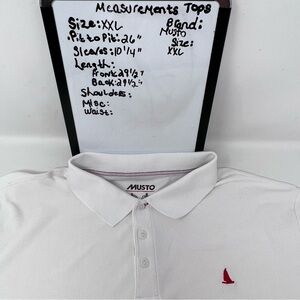 Measurements Tops
Size: XXL
Pit to Pit: 26"
Sleeves: 10 1/4"
Length:
Front: 29 1/2"
Back: 29 1/2"
Shoulders:
Misc:
Waist:
Brand:
MUSTO
Size:
XXL
MUSTO